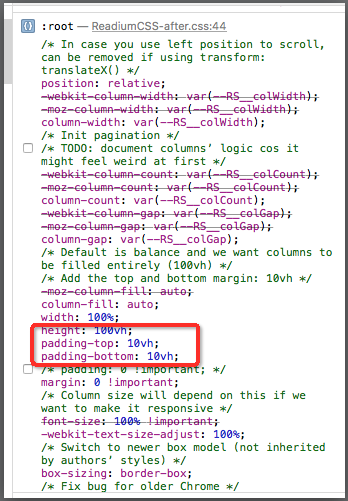 {} :root — ReadiumCSS-after.css:44
/* In case you use left position to scroll,
can be removed if using transform:
translateX() */
position: relative;
-webkit-column-width: var(--RS__colWidth);
-moz-column-width: var(--RS__colWidth);
column-width: var(--RS__colWidth);
/* Init pagination */
/* TODO: document columns’ logic cos it
might feel weird at first */
-webkit-column-count: var(--RS__colCount);
-moz-column-count: var(--RS__colCount);
column-count: var(--RS__colCount);
-webkit-column-gap: var(--RS__colGap);
-moz-column-gap: var(--RS__colGap);
column-gap: var(--RS__colGap);
/* Default is balance and we want columns to
be filled entirely (100vh) */
/* Add the top and bottom margin: 10vh */
-moz-column-fill: auto;
column-fill: auto;
width: 100%;
height: 100vh;
padding-top: 10vh;
padding-bottom: 10vh;
/* padding: 0 !important; */
margin: 0 !important;
/* Column size will depend on this if we
want to make it responsive */
font-size: 100% !important;
-webkit-text-size-adjust: 100%;
/* Switch to newer box model (not inherited
by authors’ styles) */
box-sizing: border-box;
/* Fix bug for older Chrome */